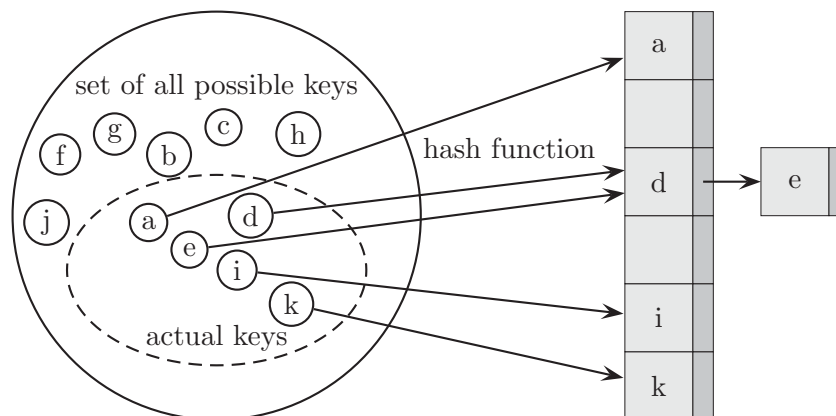 set of all possible keys
f
g
b
c
h
j
a
d
e
i
k
actual keys
hash function
a
d
e
i
k